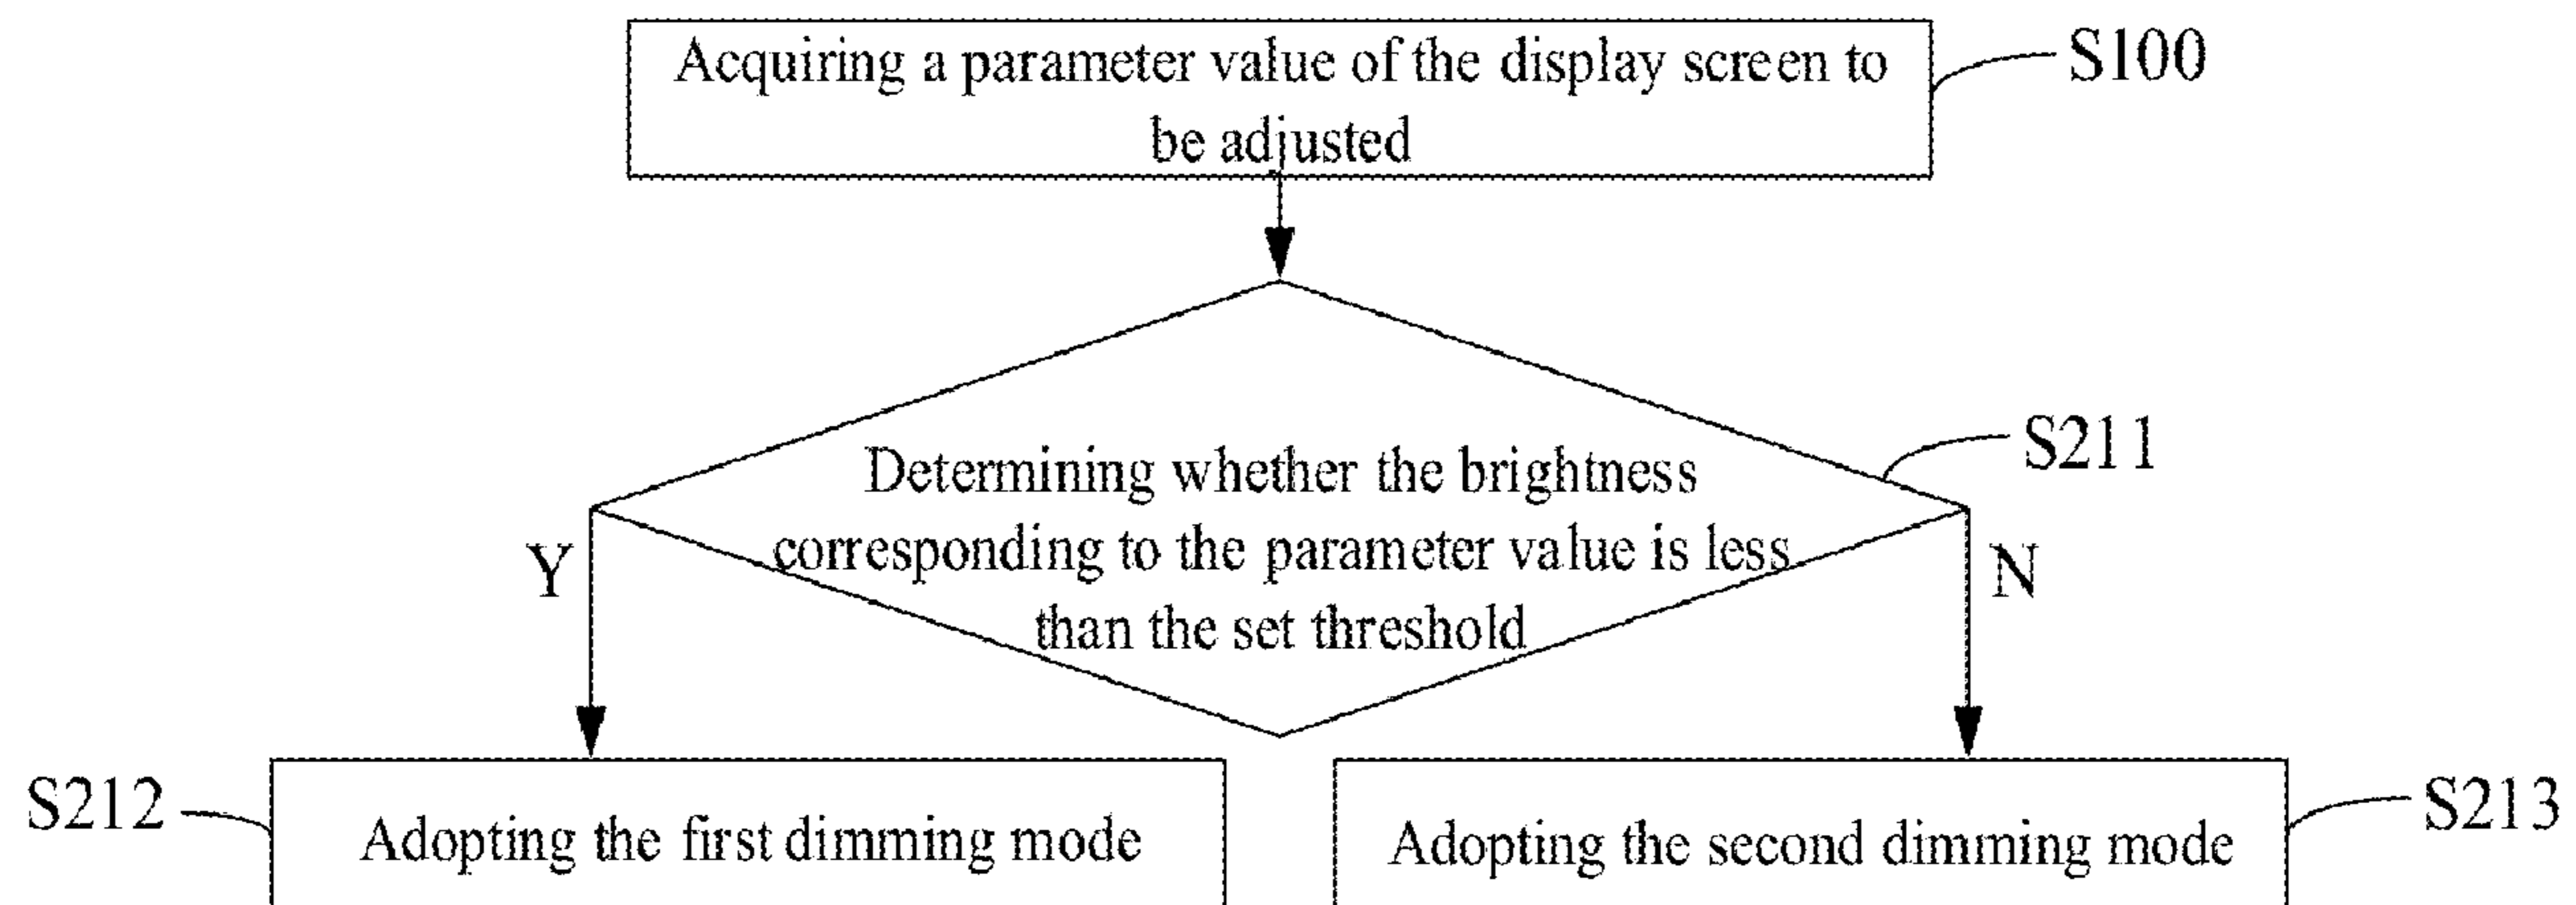 Acquiring a parameter value of the display screen to
be adjusted
S100
Determining whether the brightness
corresponding to the parameter value is less
than the set threshold
S211
Y
N
S212
Adopting the first dimming mode
Adopting the second dimming mode
S213